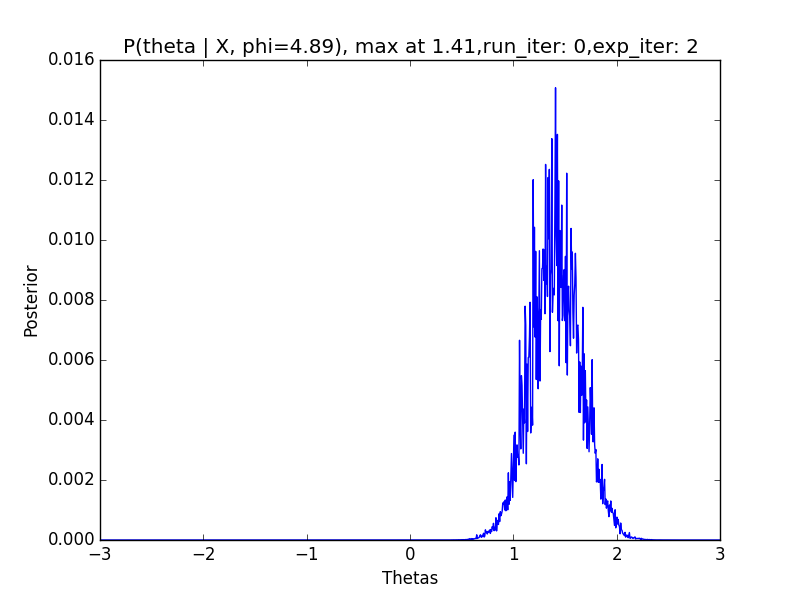 P(theta | X, phi=4.89), max at 1.41,run_iter: 0,exp_iter: 2
0.016
0.014
0.012
0.010
0.008
0.006
0.004
0.002
0.000
Posterior
−3 −2 −1 0 1 2 3
Thetas